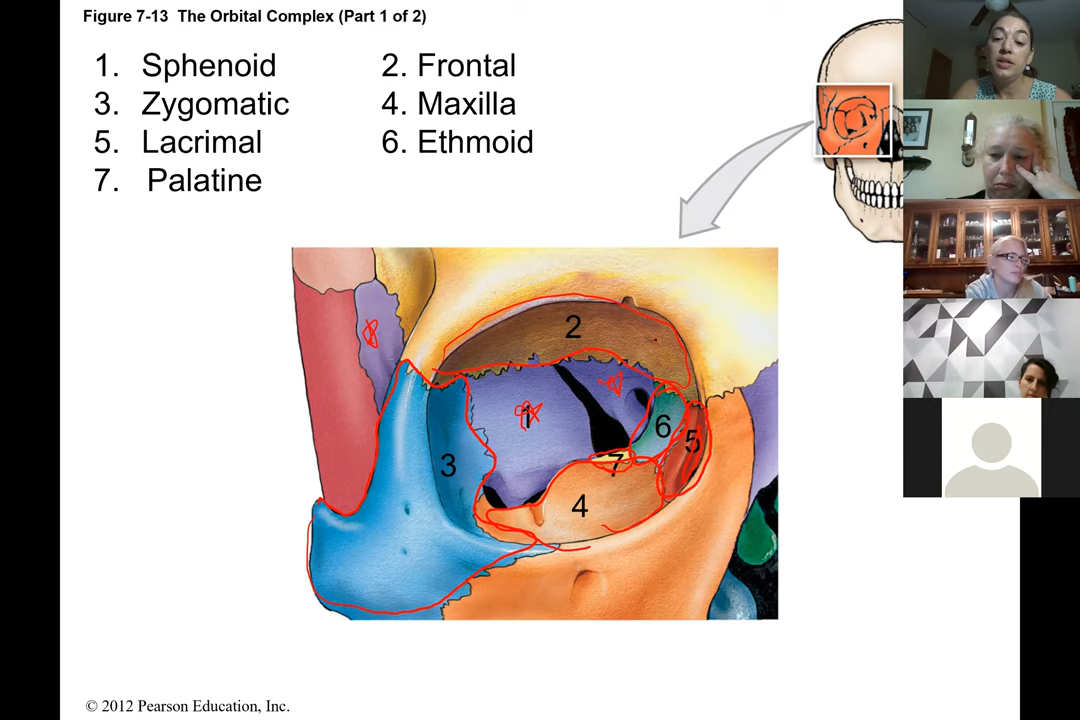 Figure 7-13 The Orbital Complex (Part 1 of 2)
1. Sphenoid 2. Frontal
3. Zygomatic 4. Maxilla
5. Lacrimal 6. Ethmoid
7. Palatine
2
1
6
5
3
7
4
© 2012 Pearson Education, Inc.